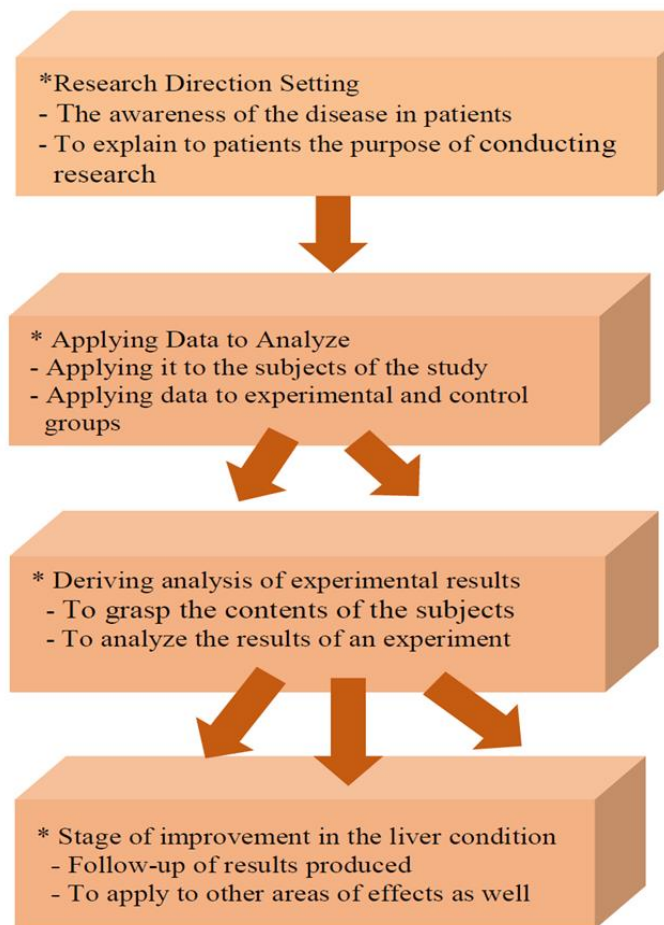 *Research Direction Setting
- The awareness of the disease in patients
- To explain to patients the purpose of conducting
research
* Applying Data to Analyze
- Applying it to the subjects of the study
- Applying data to experimental and control
groups
* Deriving analysis of experimental results
- To grasp the contents of the subjects
- To analyze the results of an experiment
* Stage of improvement in the liver condition
- Follow-up of results produced
- To apply to other areas of effects as well